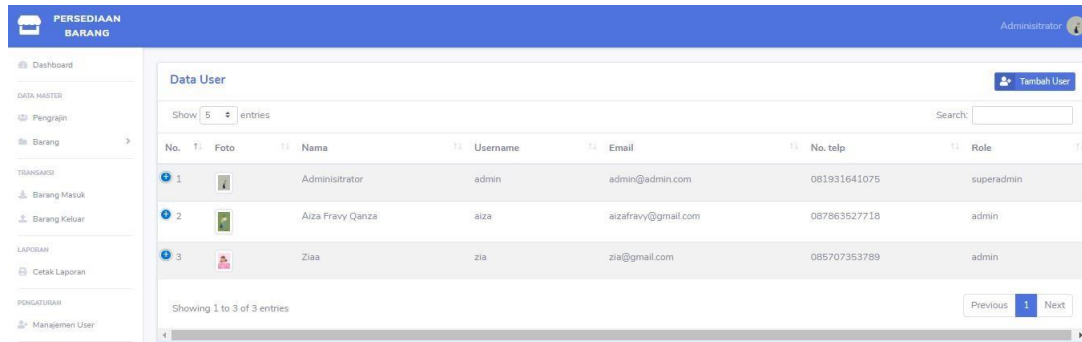 PERSEDIAAN
BARANG
Adminisitrator
Dashboard
DATA MASTER
Pengrajin
Barang
TRANSAKSI
Barang Masuk
Barang Keluar
LAPORAN
Cetak Laporan
PENGATURAN
Manajemen User
Data User
Tambah User
Show 5 entries
Search:
No. Foto Nama Username Email No. telp Role
1 Adminisitrator admin admin@admin.com 081931641075 superadmin
2 Aiza Fravy Qanza aiza aizafravy@gmail.com 087863527718 admin
3 Ziaa zia zia@gmail.com 085707353789 admin
Showing 1 to 3 of 3 entries
Previous 1 Next